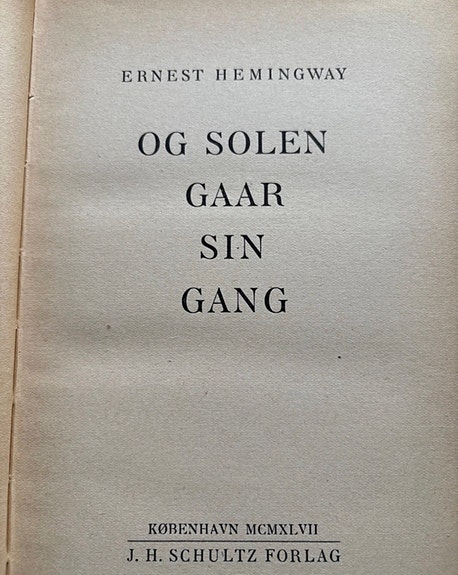 ERNEST HEMINGWAY
OG SOLEN
GAAR
SIN
GANG
KØBENHAVN MCMXLVII
J. H. SCHULTZ FORLAG